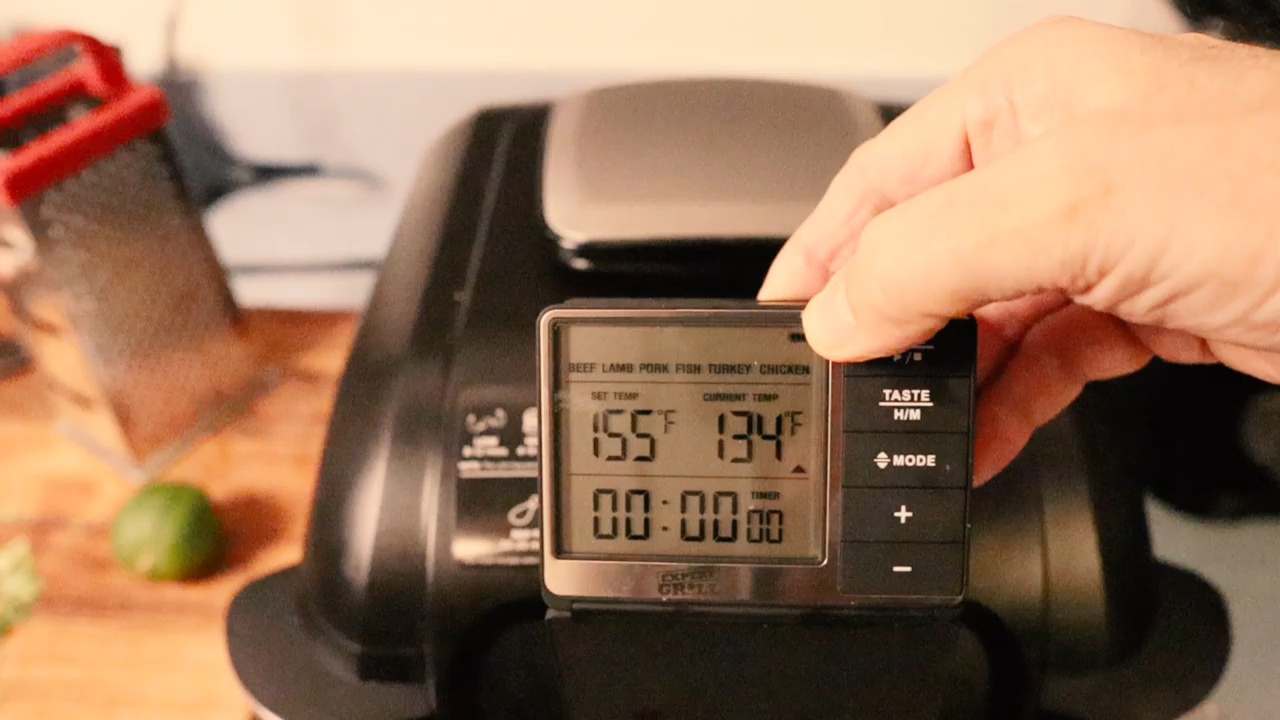 BEEF LAMB PORK FISH TURKEY CHICKEN
SET TEMP CURRENT TEMP
155°F 134°F
TIMER
00:00 00
TASTE
H/M
MODE
+
−
EXPERT
GRILL